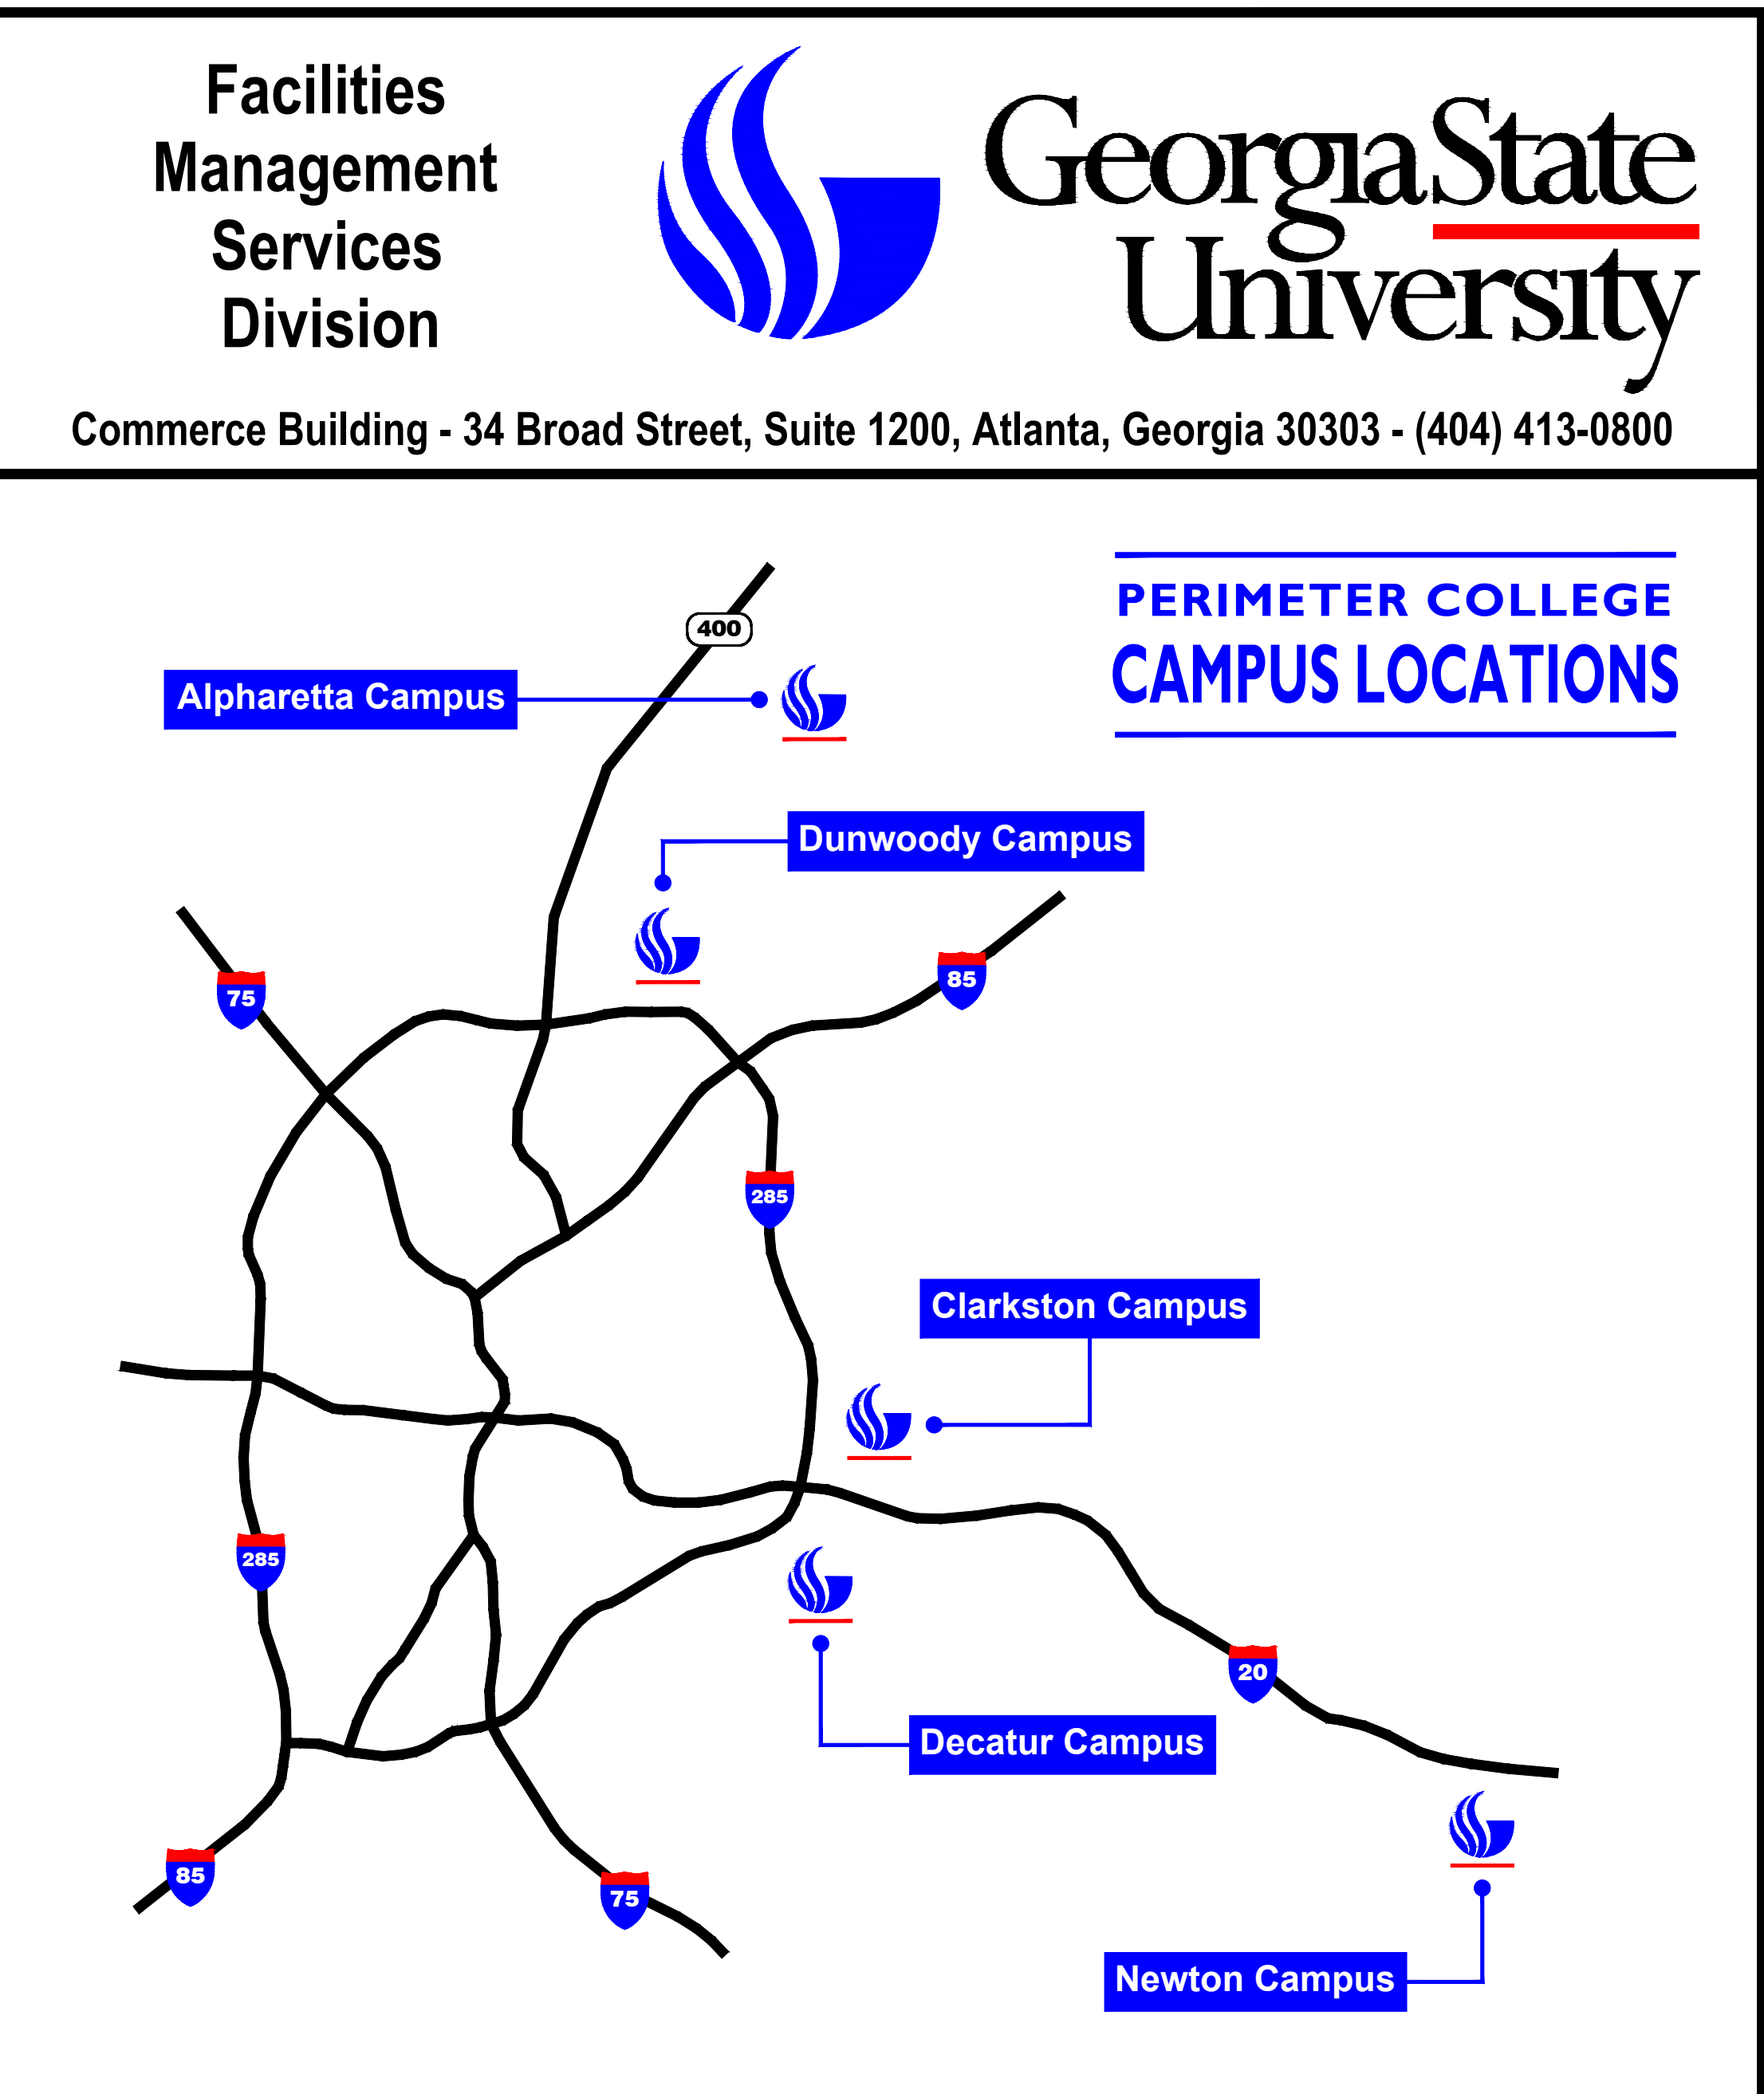 Facilities
Management
Services
Division
GeorgiaState
University
Commerce Building - 34 Broad Street, Suite 1200, Atlanta, Georgia 30303 - (404) 413-0800
PERIMETER COLLEGE
CAMPUS LOCATIONS
400
Alpharetta Campus
Dunwoody Campus
75
85
285
Clarkston Campus
285
20
Decatur Campus
85
75
Newton Campus